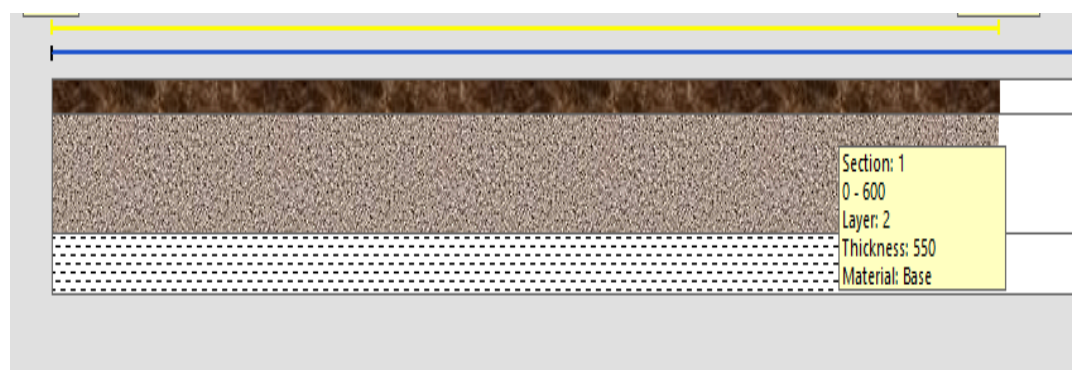 Section: 1
0 - 600
Layer: 2
Thickness: 550
Material: Base